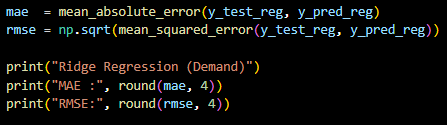 mae  = mean_absolute_error(y_test_reg, y_pred_reg)
rmse = np.sqrt(mean_squared_error(y_test_reg, y_pred_reg))
print("Ridge Regression (Demand)")
print("MAE :", round(mae, 4))
print("RMSE:", round(rmse, 4))